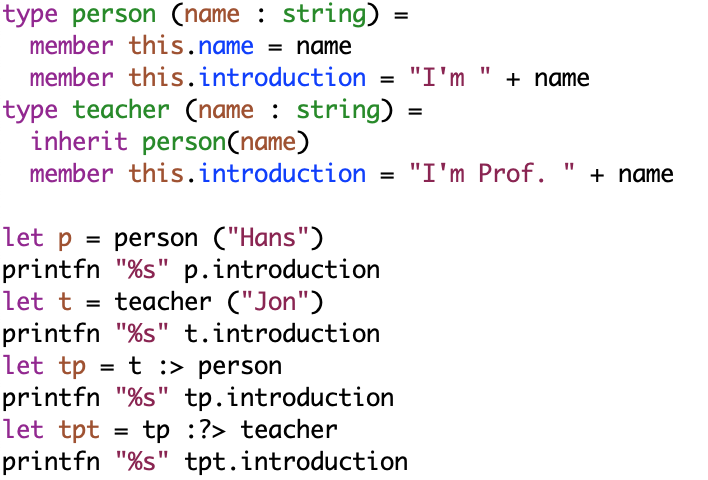 type person (name : string) =
  member this.name = name
  member this.introduction = "I'm " + name
type teacher (name : string) =
  inherit person(name)
  member this.introduction = "I'm Prof. " + name

let p = person ("Hans")
printfn "%s" p.introduction
let t = teacher ("Jon")
printfn "%s" t.introduction
let tp = t :> person
printfn "%s" tp.introduction
let tpt = tp :?> teacher
printfn "%s" tpt.introduction